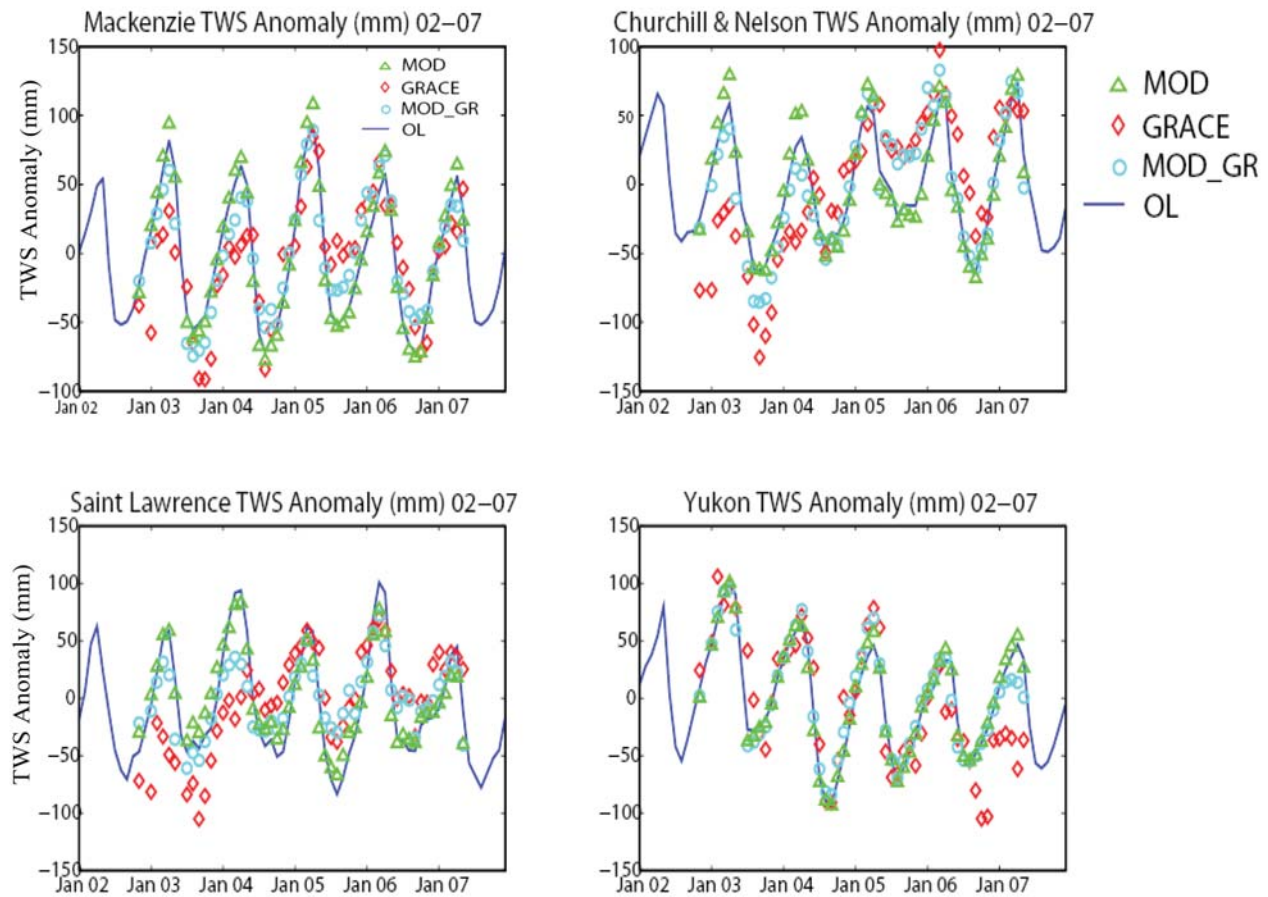 Mackenzie TWS Anomaly (mm) 02–07
TWS Anomaly (mm)
150
100
50
0
−50
−100
Jan 02 Jan 03 Jan 04 Jan 05 Jan 06 Jan 07
MOD
GRACE
MOD_GR
OL
Churchill & Nelson TWS Anomaly (mm) 02–07
100
50
0
−50
−100
−150
Jan 02 Jan 03 Jan 04 Jan 05 Jan 06 Jan 07
MOD
GRACE
MOD_GR
OL
Saint Lawrence TWS Anomaly (mm) 02–07
TWS Anomaly (mm)
150
100
50
0
−50
−100
−150
Jan 02 Jan 03 Jan 04 Jan 05 Jan 06 Jan 07
Yukon TWS Anomaly (mm) 02–07
150
100
50
0
−50
−100
−150
Jan 02 Jan 03 Jan 04 Jan 05 Jan 06 Jan 07